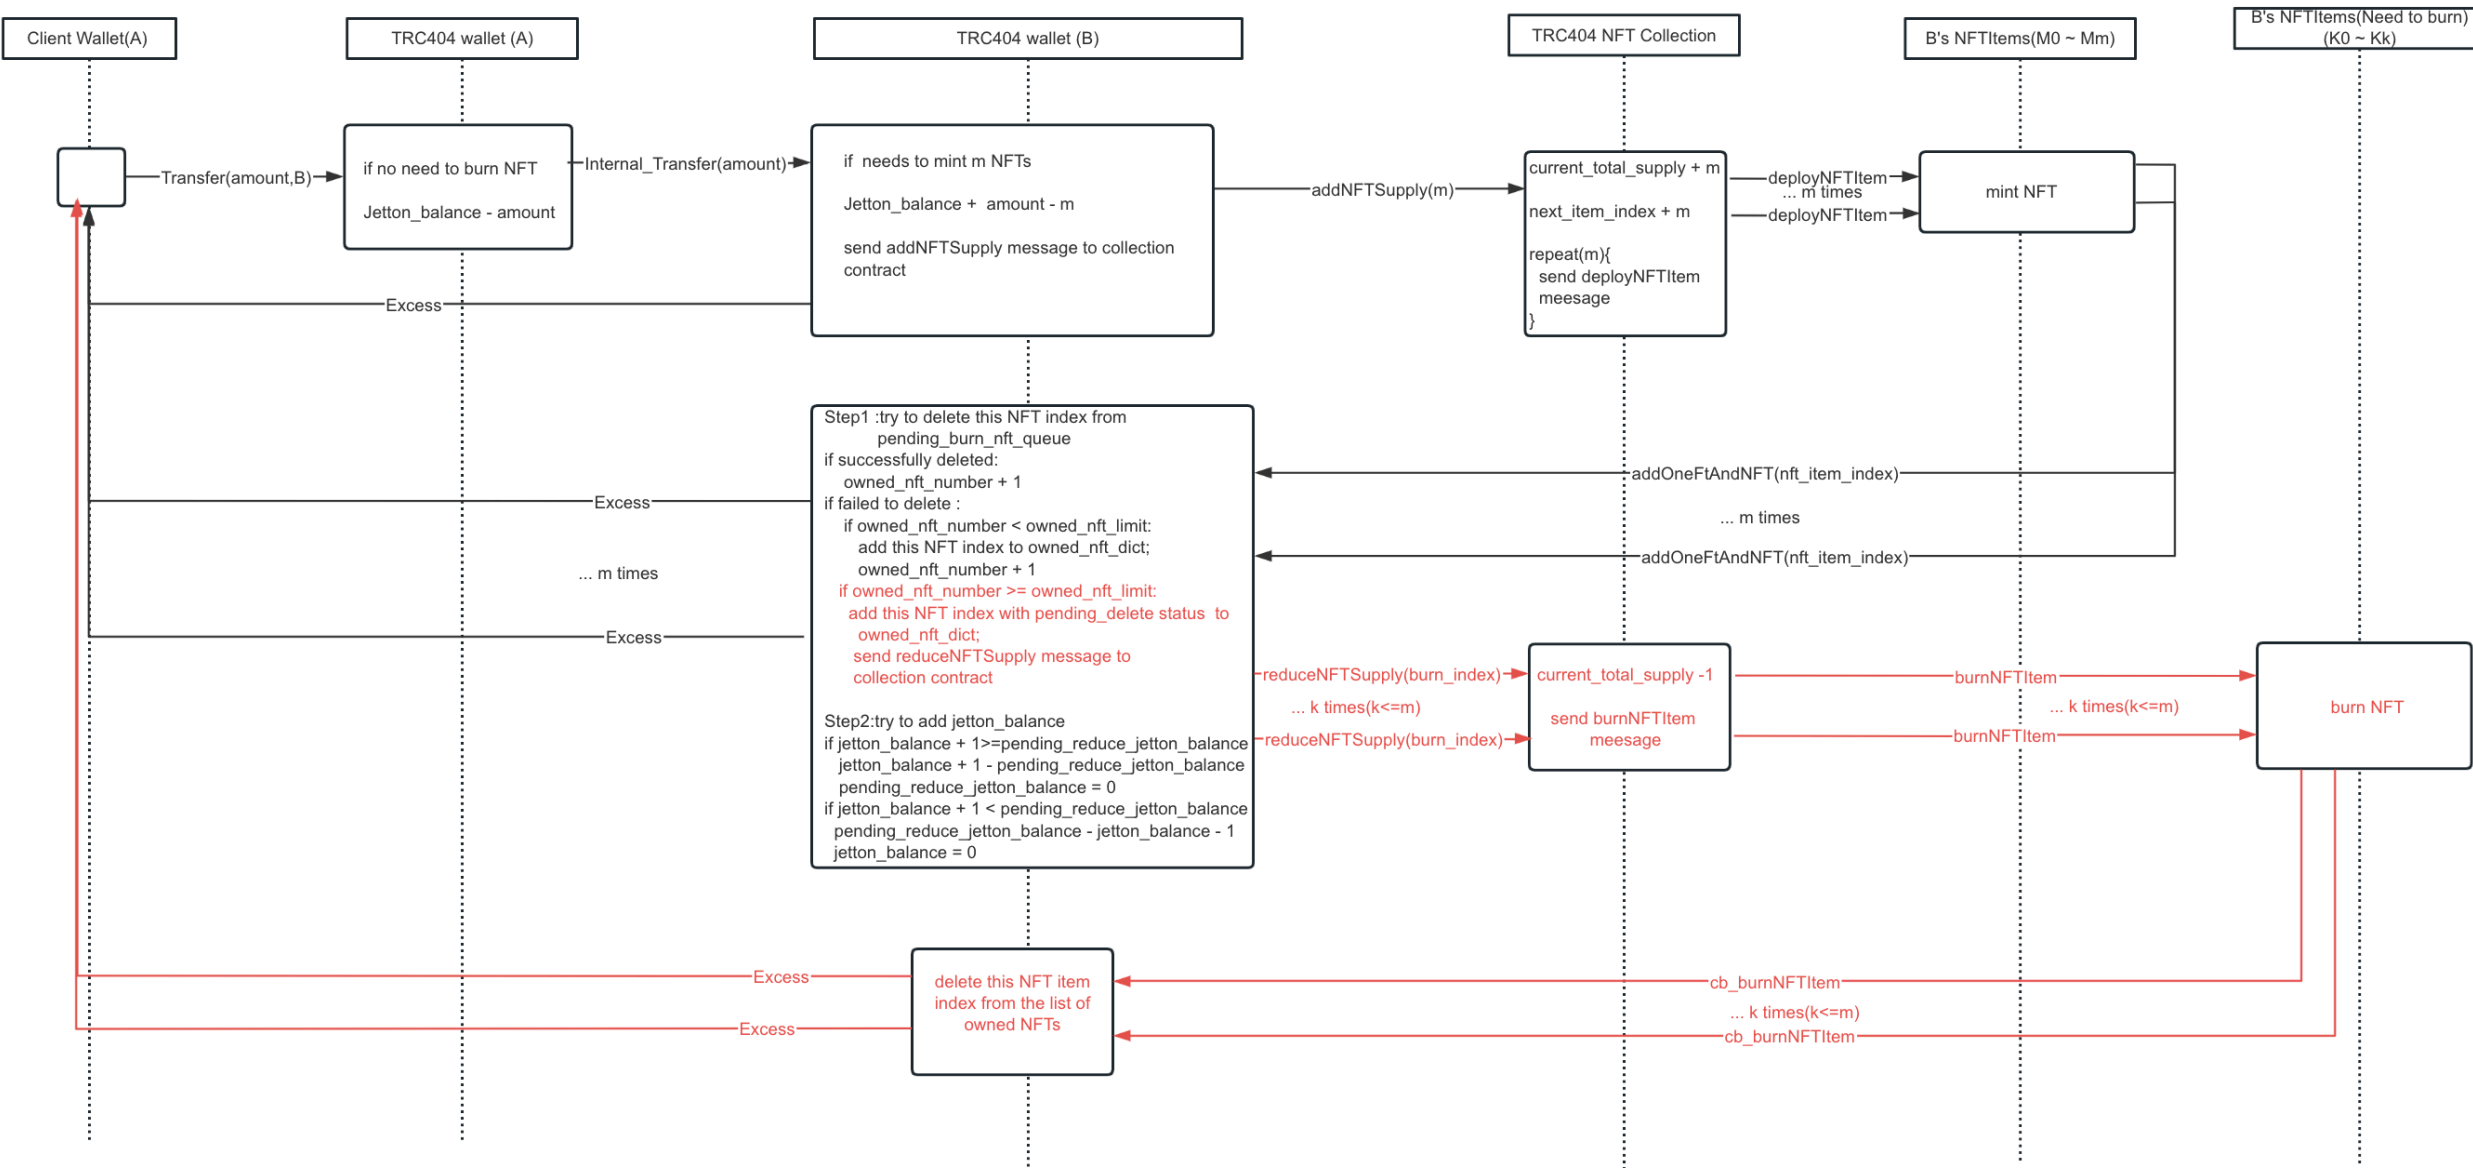 Client Wallet(A)
TRC404 wallet (A)
TRC404 wallet (B)
TRC404 NFT Collection
B's NFTItems(M0 ~ Mm)
B's NFTItems(Need to burn)
(K0 ~ Kk)
Transfer(amount,B)
if no need to burn NFT
Jetton_balance - amount
Internal_Transfer(amount)
if  needs to mint m NFTs
Jetton_balance +  amount - m
send addNFTSupply message to collection
contract
addNFTSupply(m)
current_total_supply + m
next_item_index + m
repeat(m){
send deployNFTItem
meesage
}
deployNFTItem
... m times
deployNFTItem
mint NFT
Excess
Step1 :try to delete this NFT index from
pending_burn_nft_queue
if successfully deleted:
owned_nft_number + 1
if failed to delete :
if owned_nft_number < owned_nft_limit:
add this NFT index to owned_nft_dict;
owned_nft_number + 1
if owned_nft_number >= owned_nft_limit:
add this NFT index with pending_delete status  to
owned_nft_dict;
send reduceNFTSupply message to
collection contract
Step2:try to add jetton_balance
if jetton_balance + 1>=pending_reduce_jetton_balance
jetton_balance + 1 - pending_reduce_jetton_balance
pending_reduce_jetton_balance = 0
if jetton_balance + 1 < pending_reduce_jetton_balance
pending_reduce_jetton_balance - jetton_balance - 1
jetton_balance = 0
addOneFtAndNFT(nft_item_index)
... m times
addOneFtAndNFT(nft_item_index)
Excess
... m times
Excess
reduceNFTSupply(burn_index)
... k times(k<=m)
reduceNFTSupply(burn_index)
current_total_supply -1
send burnNFTItem
meesage
burnNFTItem
... k times(k<=m)
burnNFTItem
burn NFT
Excess
Excess
delete this NFT item
index from the list of
owned NFTs
cb_burnNFTItem
... k times(k<=m)
cb_burnNFTItem